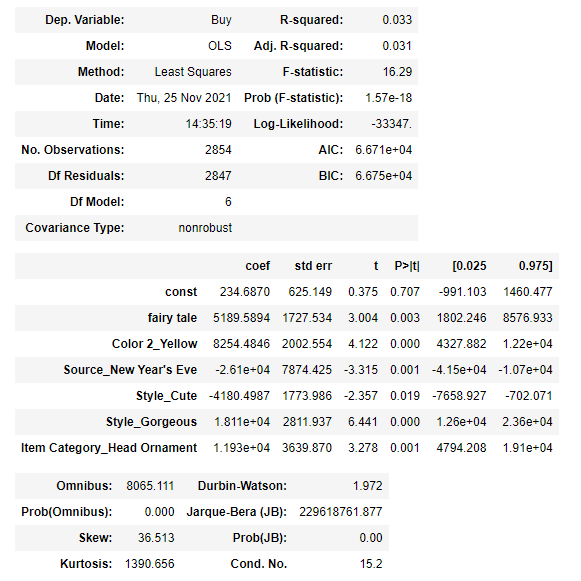 Dep. Variable: Buy R-squared: 0.033
Model: OLS Adj. R-squared: 0.031
Method: Least Squares F-statistic: 16.29
Date: Thu, 25 Nov 2021 Prob (F-statistic): 1.57e-18
Time: 14:35:19 Log-Likelihood: -33347.
No. Observations: 2854 AIC: 6.671e+04
Df Residuals: 2847 BIC: 6.675e+04
Df Model: 6
Covariance Type: nonrobust
coef std err t P>|t| [0.025 0.975]
const 234.6870 625.149 0.375 0.707 -991.103 1460.477
fairy tale 5189.5894 1727.534 3.004 0.003 1802.246 8576.933
Color 2_Yellow 8254.4846 2002.554 4.122 0.000 4327.882 1.22e+04
Source_New Year's Eve -2.61e+04 7874.425 -3.315 0.001 -4.15e+04 -1.07e+04
Style_Cute -4180.4987 1773.986 -2.357 0.019 -7658.927 -702.071
Style_Gorgeous 1.811e+04 2811.937 6.441 0.000 1.26e+04 2.36e+04
Item Category_Head Ornament 1.193e+04 3639.870 3.278 0.001 4794.208 1.91e+04
Omnibus: 8065.111 Durbin-Watson: 1.972
Prob(Omnibus): 0.000 Jarque-Bera (JB): 229618761.877
Skew: 36.513 Prob(JB): 0.00
Kurtosis: 1390.656 Cond. No. 15.2